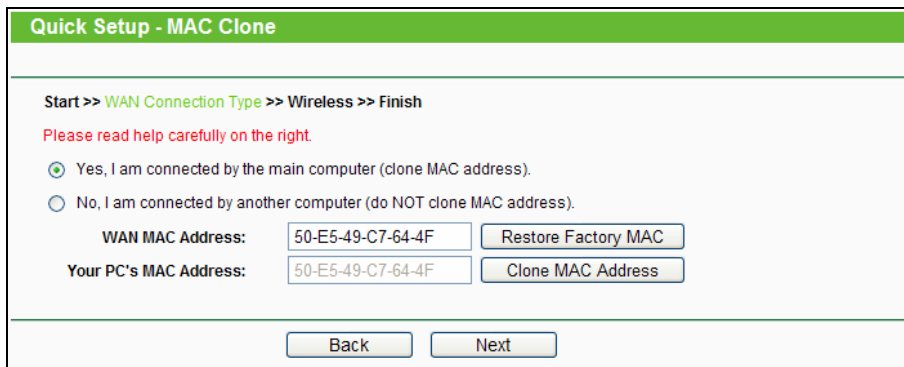 Quick Setup - MAC Clone
Start >> WAN Connection Type >> Wireless >> Finish
Please read help carefully on the right.
Yes, I am connected by the main computer (clone MAC address).
No, I am connected by another computer (do NOT clone MAC address).
WAN MAC Address: 50-E5-49-C7-64-4F Restore Factory MAC
Your PC's MAC Address: 50-E5-49-C7-64-4F Clone MAC Address
Back Next